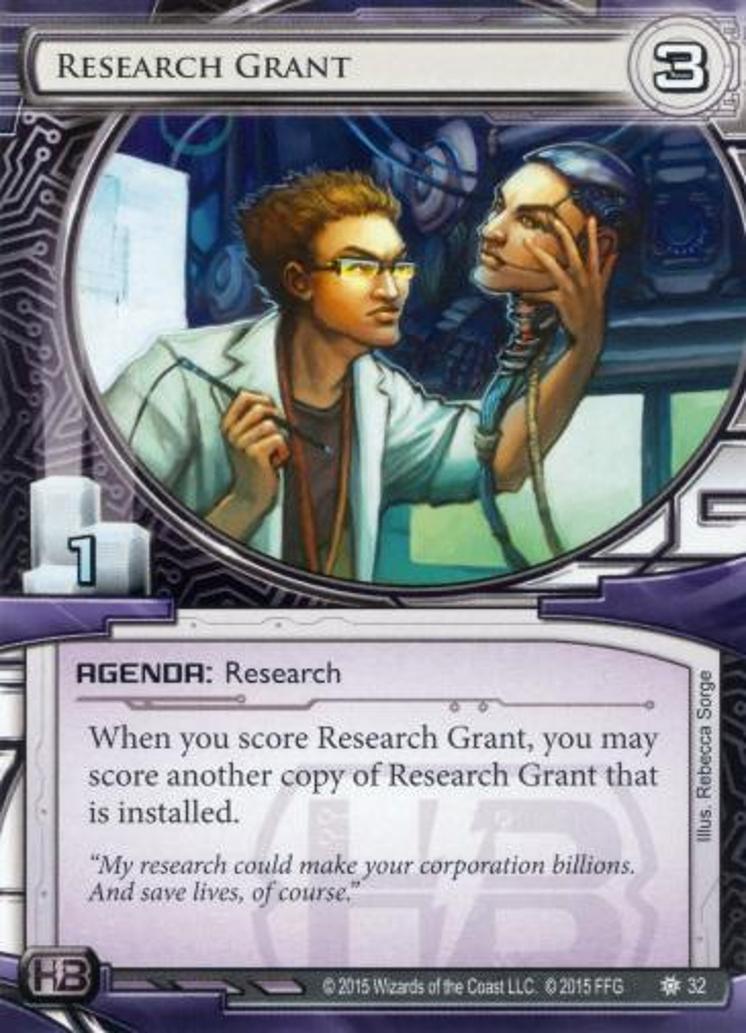 RESEARCH GRANT
3
1
AGENDA: Research
When you score Research Grant, you may
score another copy of Research Grant that
is installed.
“My research could make your corporation billions.
And save lives, of course.”
Illus. Rebecca Sorge
HB
HB
© 2015 Wizards of the Coast LLC. © 2015 FFG
32